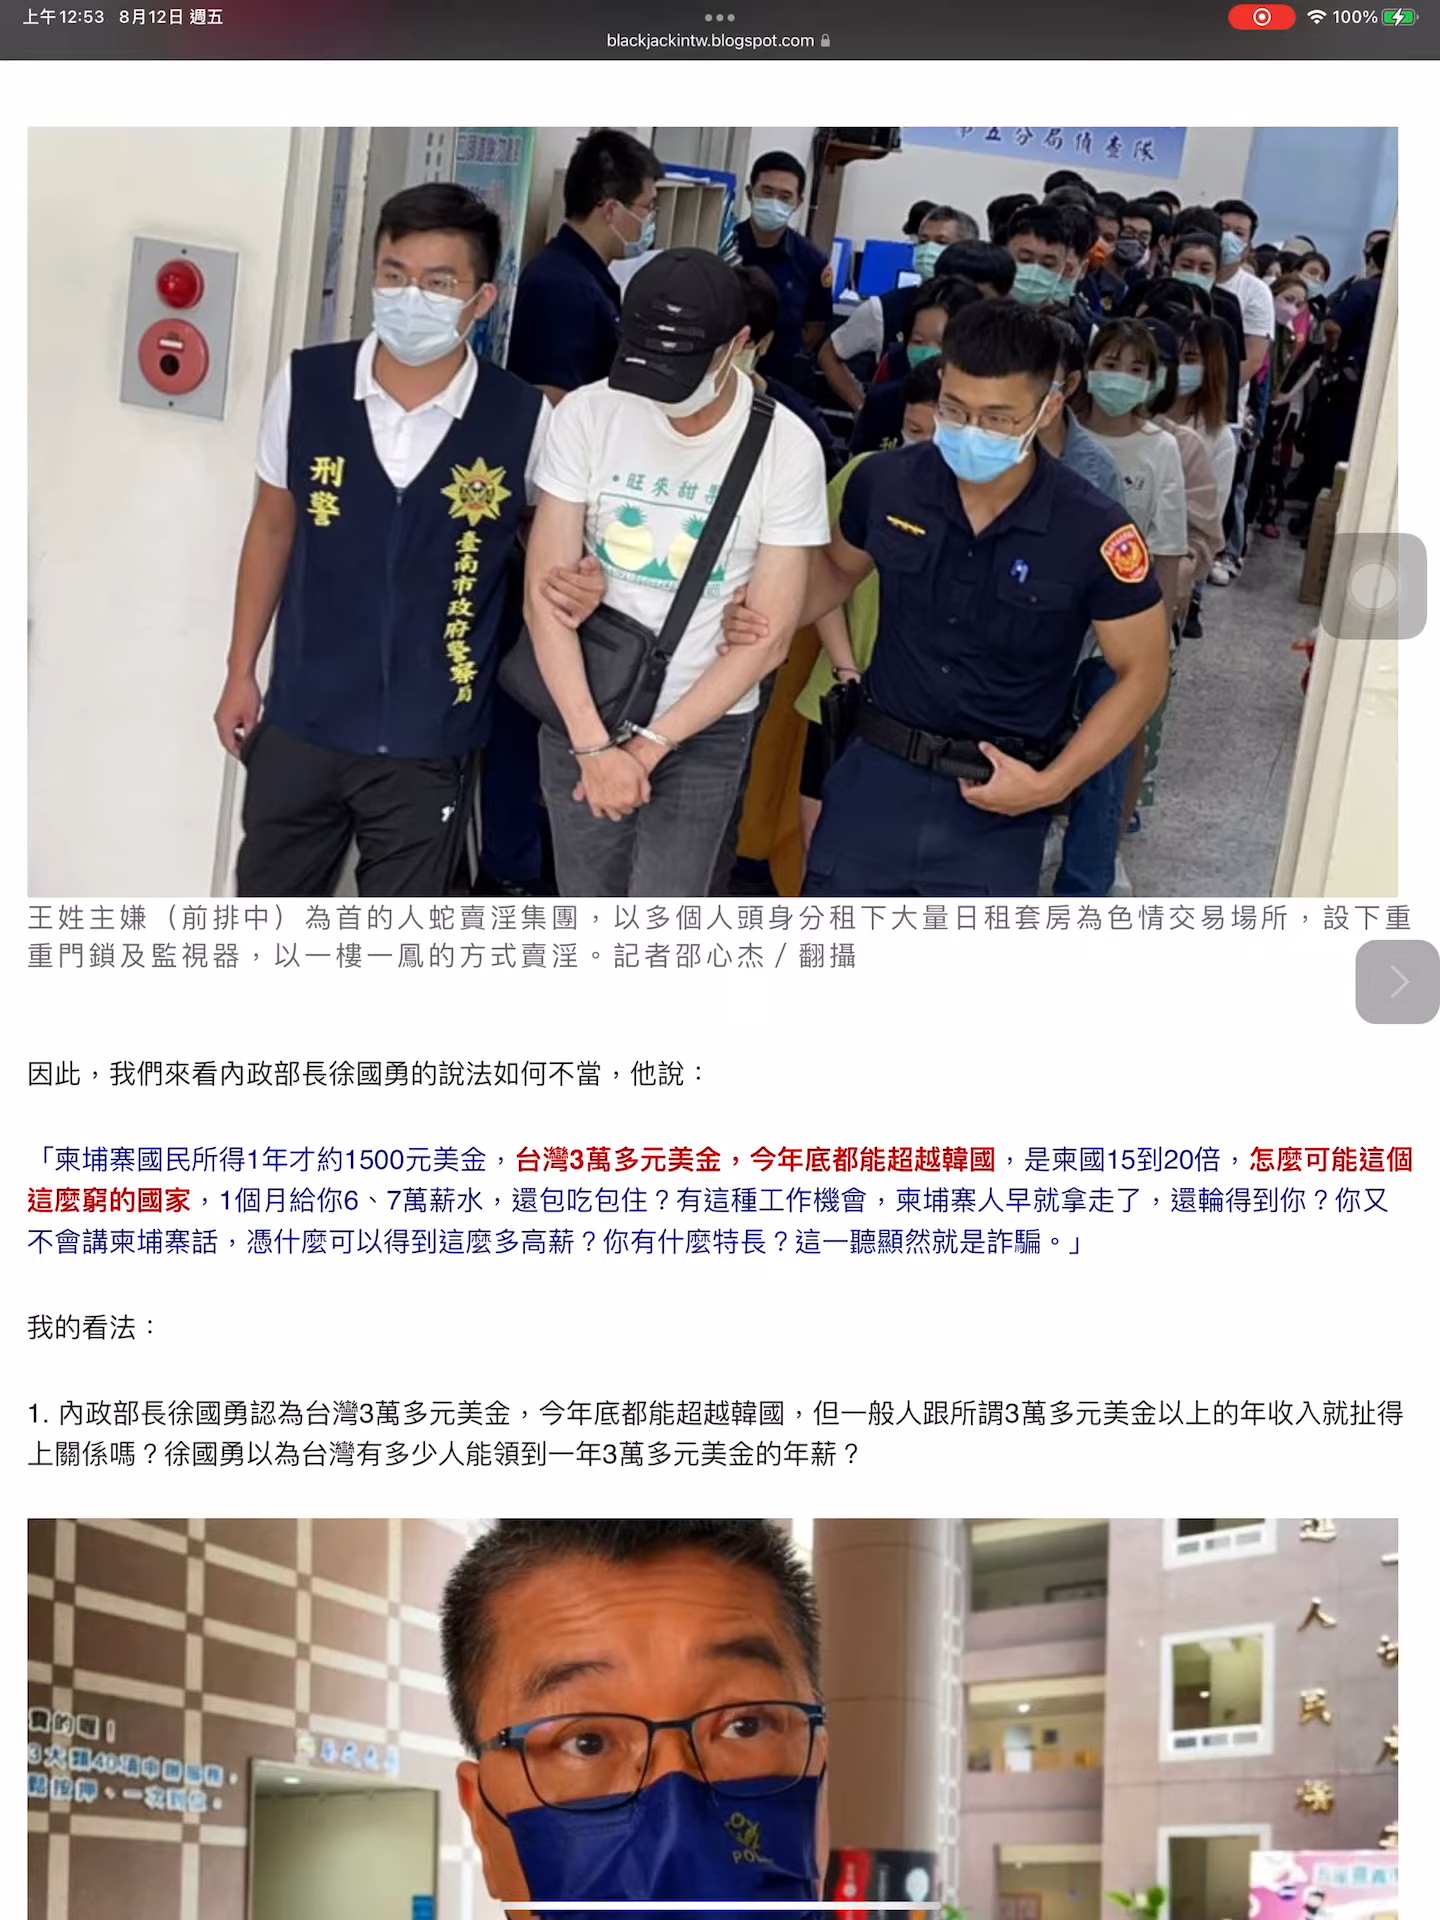 上午12:53 8月12日 週五
100%
blackjackintw.blogspot.com
第五分局偵查隊
刑警
臺南市政府警察局
旺來甜
王姓主嫌（前排中）為首的人蛇賣淫集團，以多個人頭身分租下大量日租套房為色情交易場所，設下重
重門鎖及監視器，以一樓一鳳的方式賣淫。記者邵心杰／翻攝
因此，我們來看內政部長徐國勇的說法如何不當，他說：
「柬埔寨國民所得1年才約1500元美金，台灣3萬多元美金，今年底都能超越韓國，是柬國15到20倍，怎麼可能這個
這麼窮的國家，1個月給你6、7萬薪水，還包吃包住？有這種工作機會，柬埔寨人早就拿走了，還輪得到你？你又
不會講柬埔寨話，憑什麼可以得到這麼多高薪？你有什麼特長？這一聽顯然就是詐騙。」
我的看法：
1. 內政部長徐國勇認為台灣3萬多元美金，今年底都能超越韓國，但一般人跟所謂3萬多元美金以上的年收入就扯得
上關係嗎？徐國勇以為台灣有多少人能領到一年3萬多元美金的年薪？
人
民